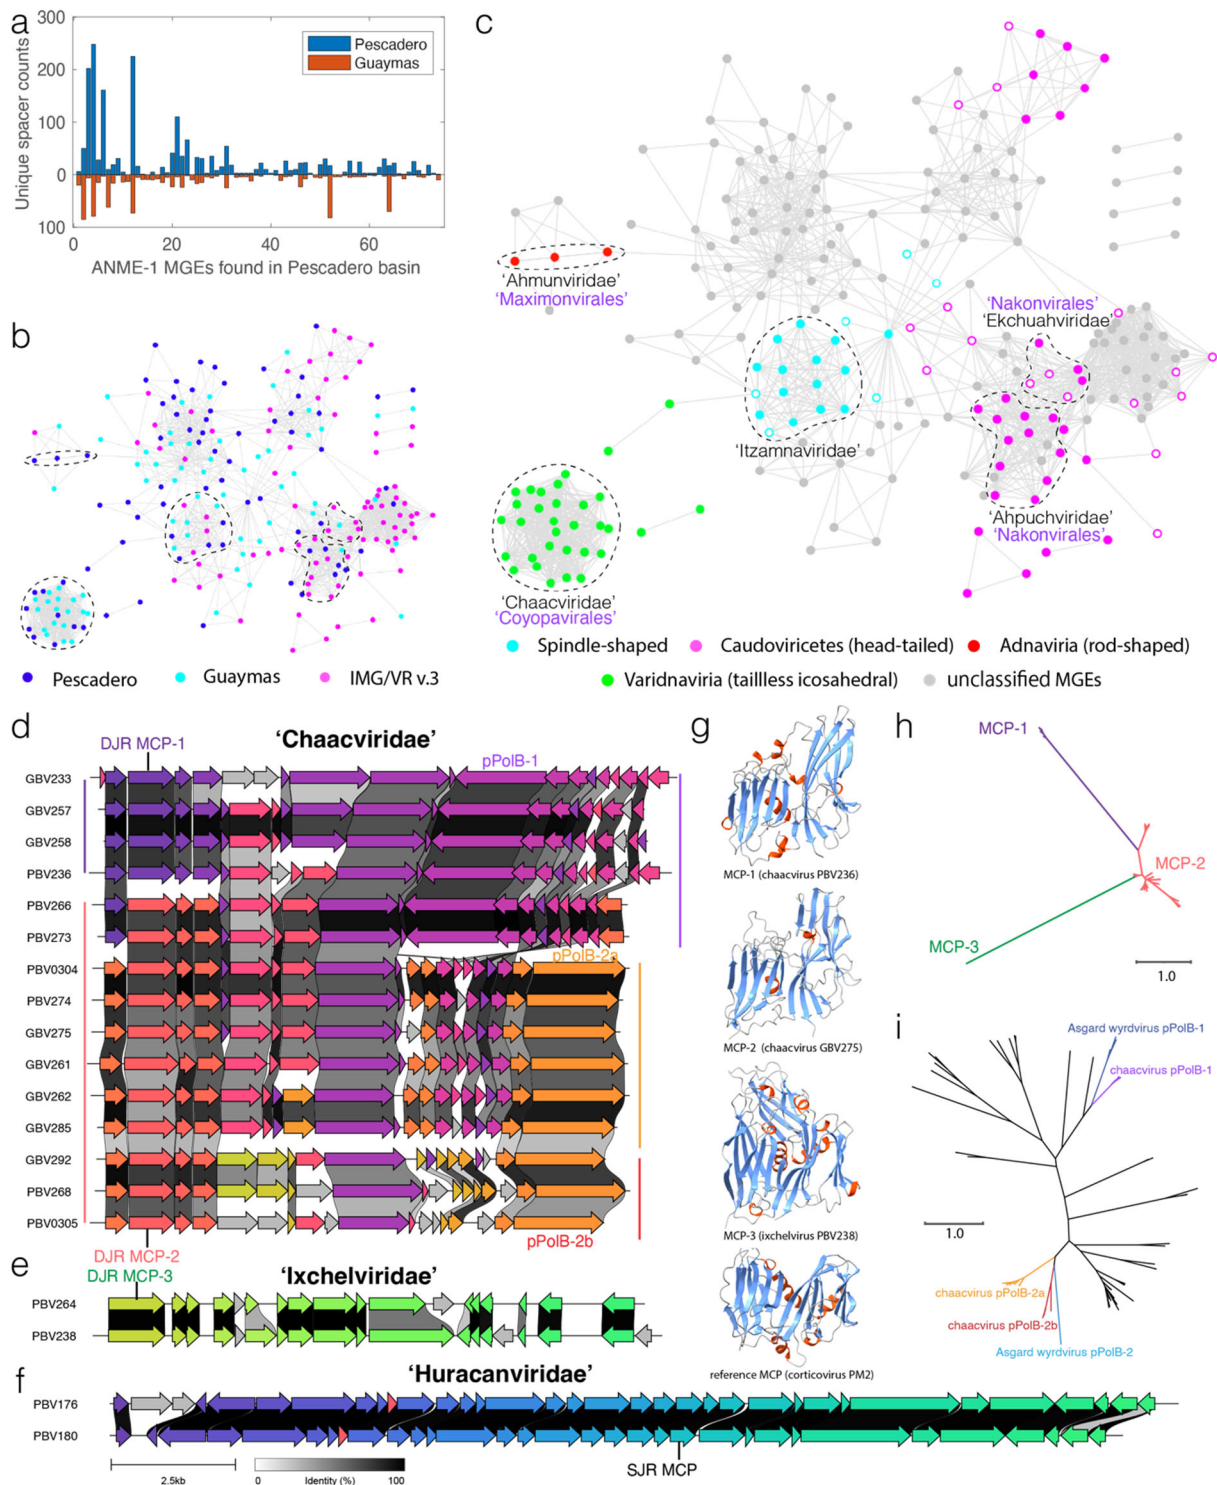 a
300
200
100
0
100
Unique spacer counts
Pescadero
Guaymas
0
20
40
60
ANME-1 MGEs found in Pescadero basin
b
Pescadero
Guaymas
IMG/VR v.3
c
'Ahmunviridae'
'Maximonvirales'
'Nakonvirales'
'Ekchuahviridae'
'Itzamnaviridae'
'Ahpuchviridae'
'Nakonvirales'
'Chaacviridae'
'Coyopavirales'
Spindle-shaped
Caudoviricetes (head-tailed)
Adnaviria (rod-shaped)
Varidnaviria (taillless icosahedral)
unclassified MGEs
d
DJR MCP-1
'Chaacviridae'
pPolB-1
GBV233
GBV257
GBV258
PBV236
PBV266
PBV273
pPolB-2a
PBV0304
PBV274
GBV275
GBV261
GBV262
GBV285
GBV292
PBV268
PBV0305
pPolB-2b
DJR MCP-2
e
DJR MCP-3
'Ixchelviridae'
PBV264
PBV238
f
'Huracanviridae'
PBV176
PBV180
SJR MCP
2.5kb
0
Identity (%)
100
g
MCP-1 (chaacvirus PBV236)
MCP-2 (chaacvirus GBV275)
MCP-3 (ixchelvirus PBV238)
reference MCP (corticovirus PM2)
h
MCP-1
MCP-2
MCP-3
1.0
i
Asgard wyrdvirus pPolB-1
chaacvirus pPolB-1
1.0
chaacvirus pPolB-2a
chaacvirus pPolB-2b
Asgard wyrdvirus pPolB-2